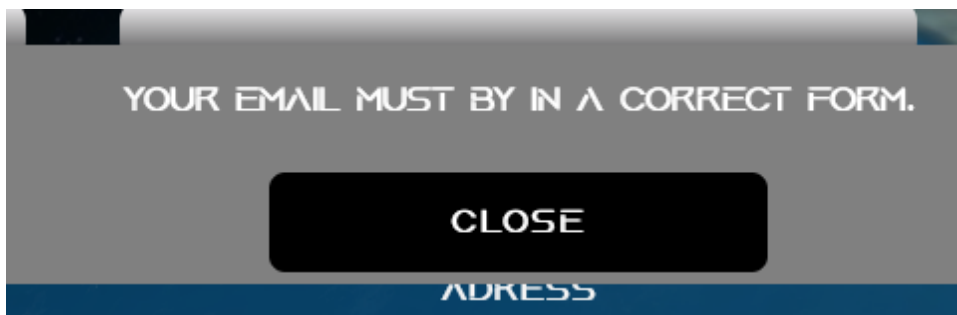 YOUR EMAIL MUST BY IN A CORRECT FORM.
CLOSE
ADRESS